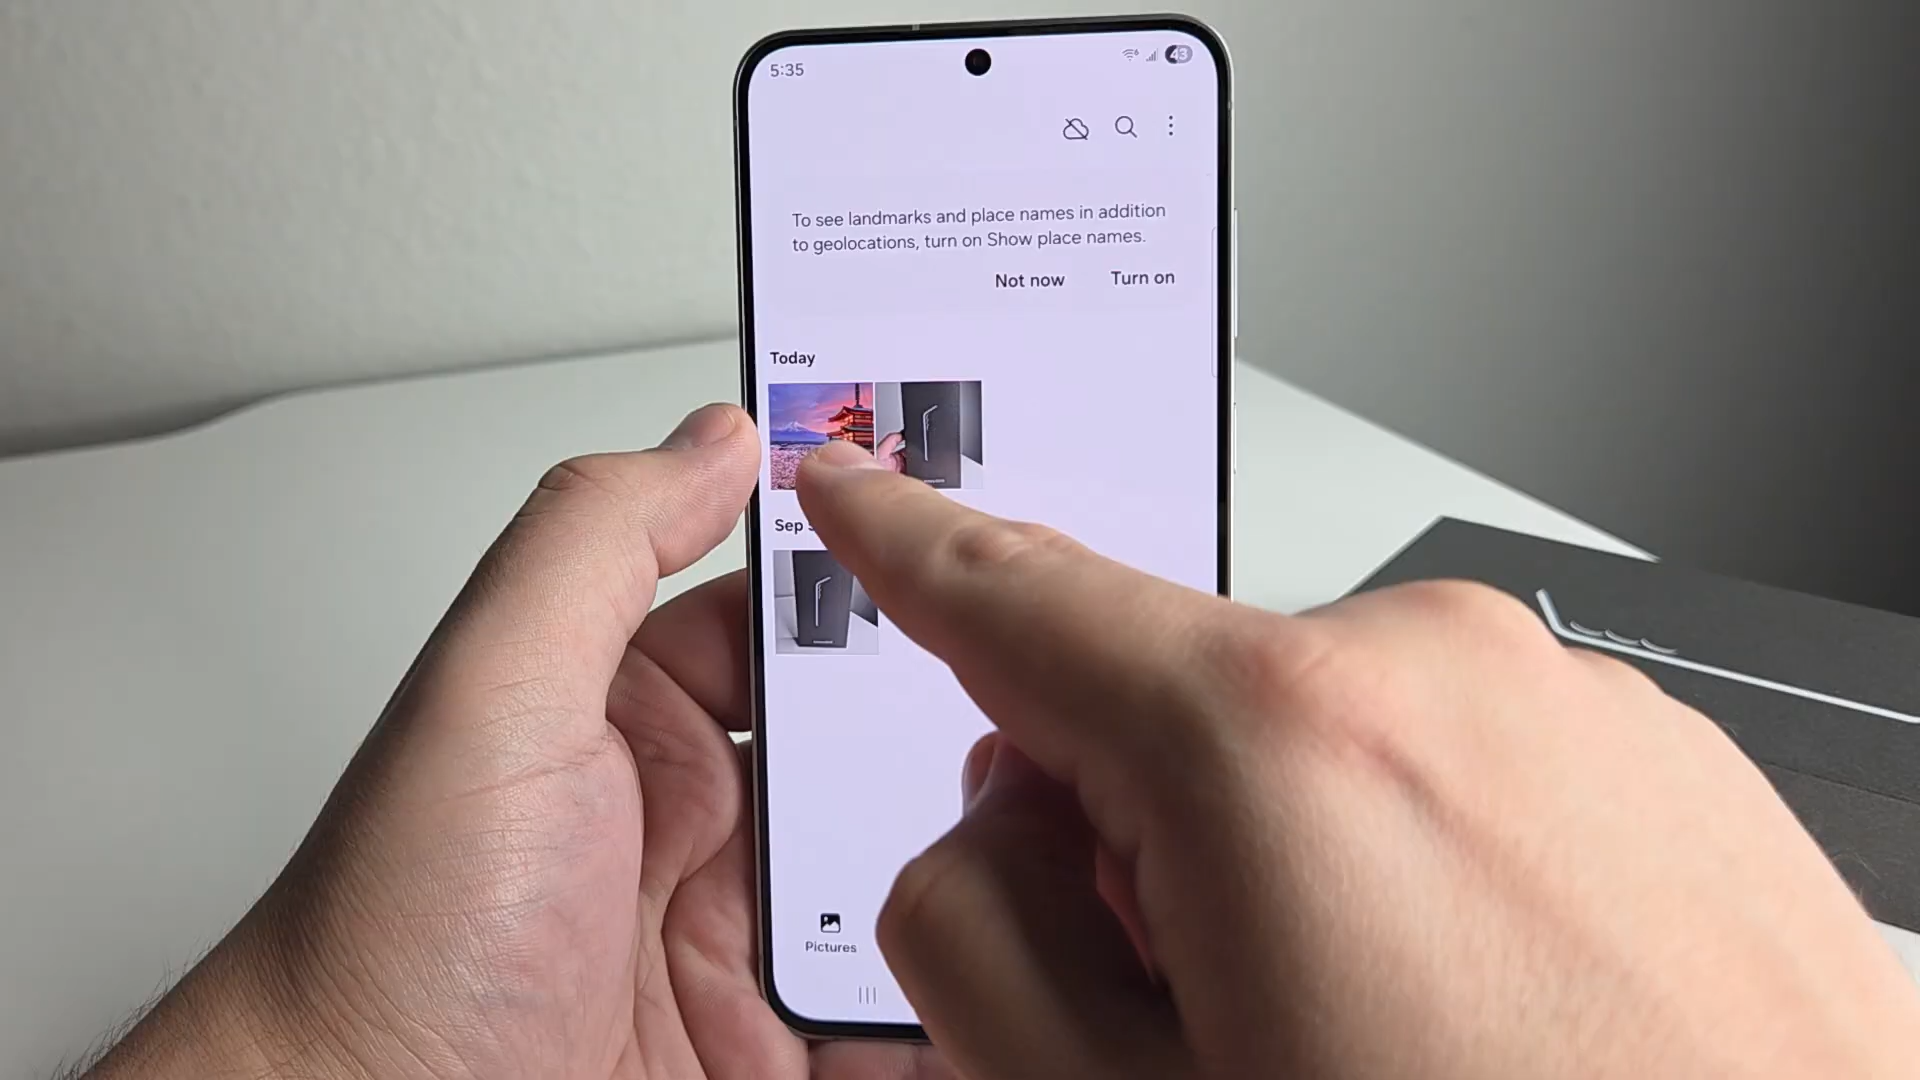 5:35
43
To see landmarks and place names in addition
to geolocations, turn on Show place names.
Not now
Turn on
Today
Sep
Pictures